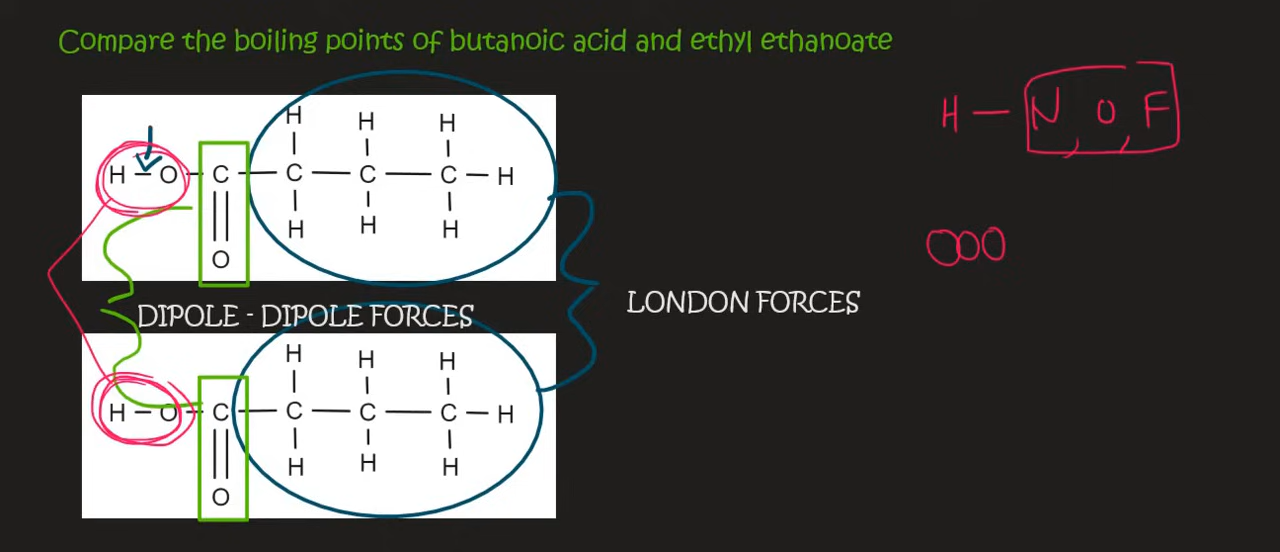 Compare the boiling points of butanoic acid and ethyl ethanoate
H — N, O, F
H H H
H – O – C – C – C – C – H
H H H
O
DIPOLE - DIPOLE FORCES
LONDON FORCES
H H H
H – O – C – C – C – C – H
H H H
O